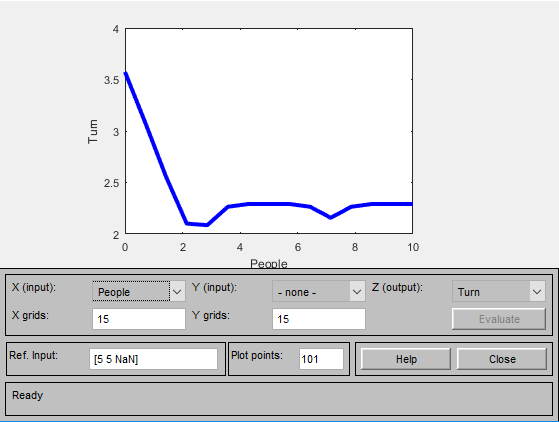 4
3.5
3
2.5
2
Turn
0 2 4 6 8 10
People
X (input): People Y (input): - none - Z (output): Turn
X grids: 15 Y grids: 15 Evaluate
Ref. Input: [5 5 NaN] Plot points: 101 Help Close
Ready